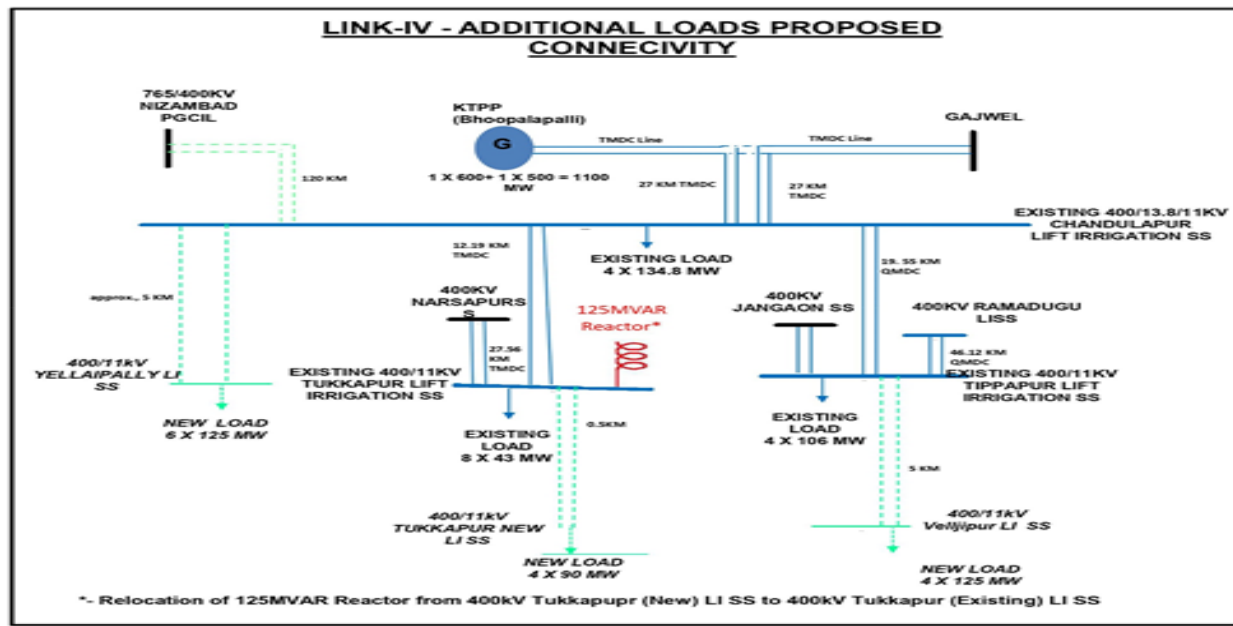 LINK-IV - ADDITIONAL LOADS PROPOSED
CONNECIVITY
765/400KV
NIZAMBAD
PGCIL
KTPP
(Bhoopalapalli)
G
TMDC Line
TMDC Line
GAJWEL
120 KM
1 X 600+ 1 X 500 = 1100
MW
27 KM TMDC
27 KM
TMDC
EXISTING 400/13.8/11KV
CHANDULAPUR
LIFT IRRIGATION SS
12.19 KM
TMDC
EXISTING LOAD
4 X 134.8 MW
19. 55 KM
QMDC
approx., 5 KM
400KV
NARSAPURS
S
125MVAR
Reactor*
400KV
JANGAON SS
400KV RAMADUGU
LISS
27.56
KM
TMDC
46.12 KM
QMDC
400/11kV
YELLAIPALLY LI
SS
EXISTING 400/11KV
TUKKAPUR LIFT
IRRIGATION SS
EXISTING 400/11KV
TIPPAPUR LIFT
IRRIGATION SS
NEW LOAD
6 X 125 MW
EXISTING
LOAD
8 X 43 MW
0.5KM
EXISTING
LOAD
4 X 106 MW
5 KM
400/11kV
TUKKAPUR NEW
LI SS
400/11kV
Velljipur LI SS
NEW LOAD
4 X 90 MW
NEW LOAD
4 X 125 MW
*- Relocation of 125MVAR Reactor from 400kV Tukkapupr (New) LI SS to 400kV Tukkapur (Existing) LI SS